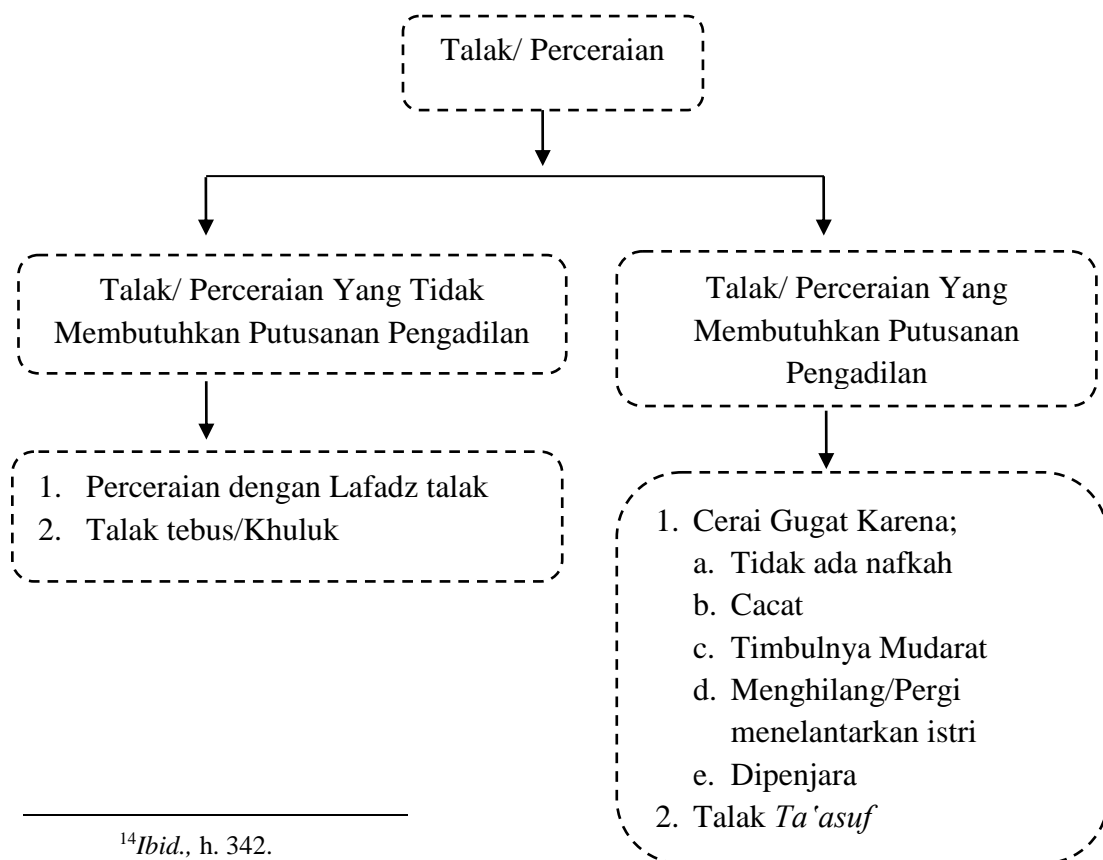 Talak/ Perceraian
Talak/ Perceraian Yang Tidak
Membutuhkan Putusanan Pengadilan
Talak/ Perceraian Yang
Membutuhkan Putusanan
Pengadilan
1. Perceraian dengan Lafadz talak
2. Talak tebus/Khuluk
1. Cerai Gugat Karena;
a. Tidak ada nafkah
b. Cacat
c. Timbulnya Mudarat
d. Menghilang/Pergi
menelantarkan istri
e. Dipenjara
2. Talak Ta‘asuf
14Ibid., h. 342.